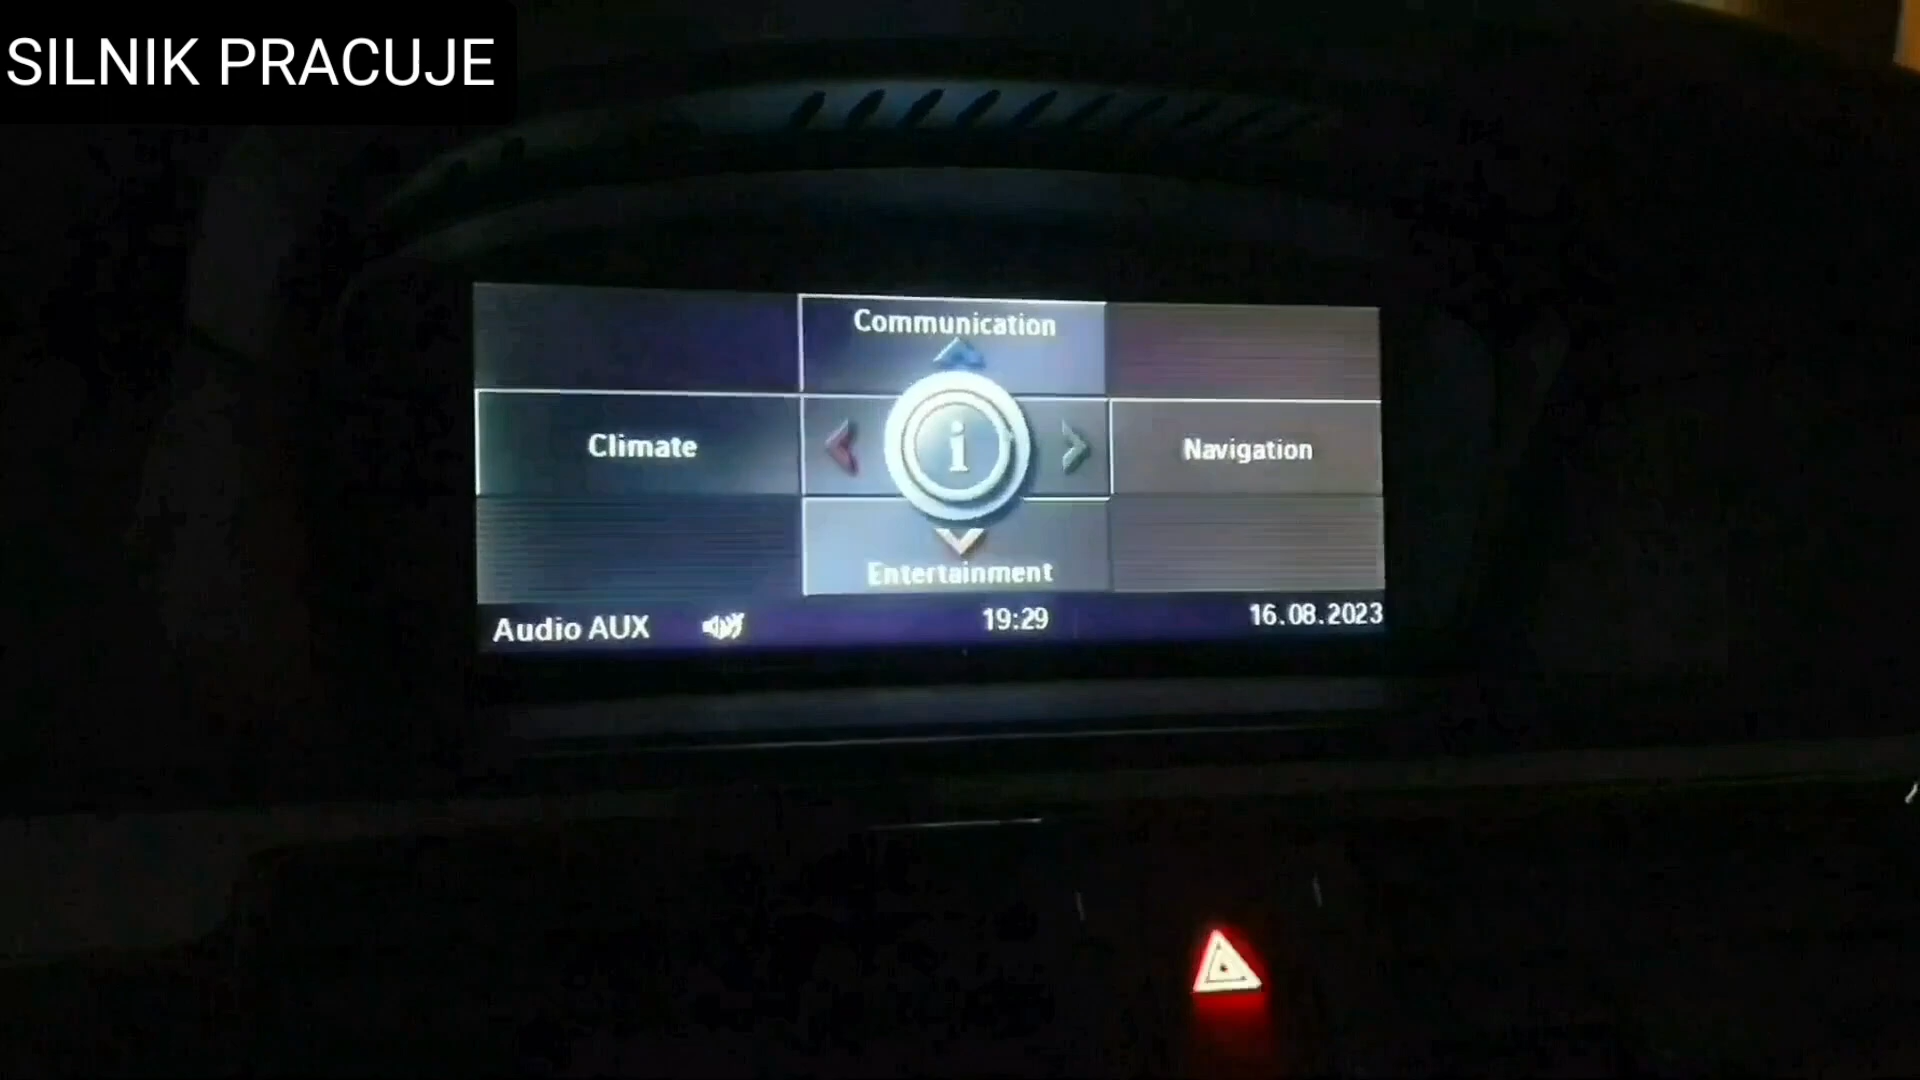 SILNIK PRACUJE
Communication
Climate
i
Navigation
Entertainment
Audio AUX 19:29 16.08.2023